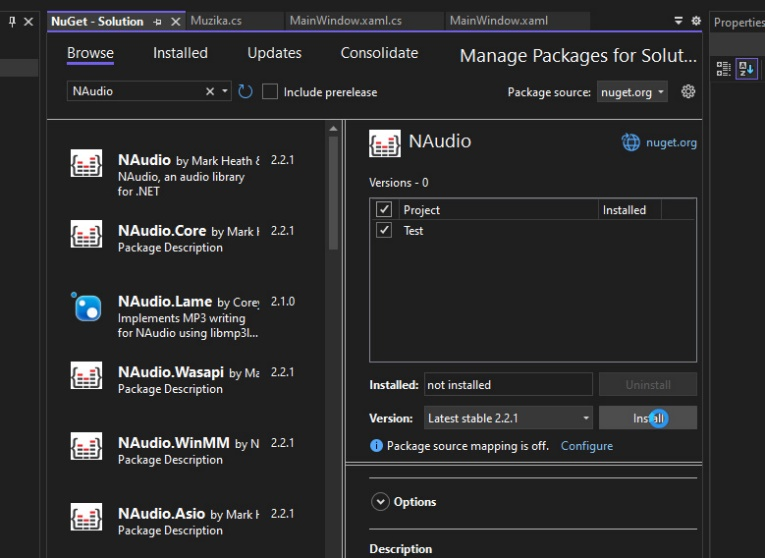 NuGet - Solution
Muzika.cs
MainWindow.xaml.cs
MainWindow.xaml
Properties
Browse
Installed
Updates
Consolidate
Manage Packages for Solut...
NAudio
Include prerelease
Package source:
nuget.org
NAudio by Mark Heath &
2.2.1
NAudio, an audio library
for .NET
NAudio.Core by Mark
2.2.1
Package Description
NAudio.Lame by Corey
2.1.0
Implements MP3 writing
for NAudio using libmp3l...
NAudio.Wasapi by Ma
2.2.1
Package Description
NAudio.WinMM by N
2.2.1
Package Description
NAudio.Asio by Mark
2.2.1
Package Description
NAudio
nuget.org
Versions - 0
Project
Installed
Test
Installed:
not installed
Uninstall
Version:
Latest stable 2.2.1
Install
Package source mapping is off.
Configure
Options
Description